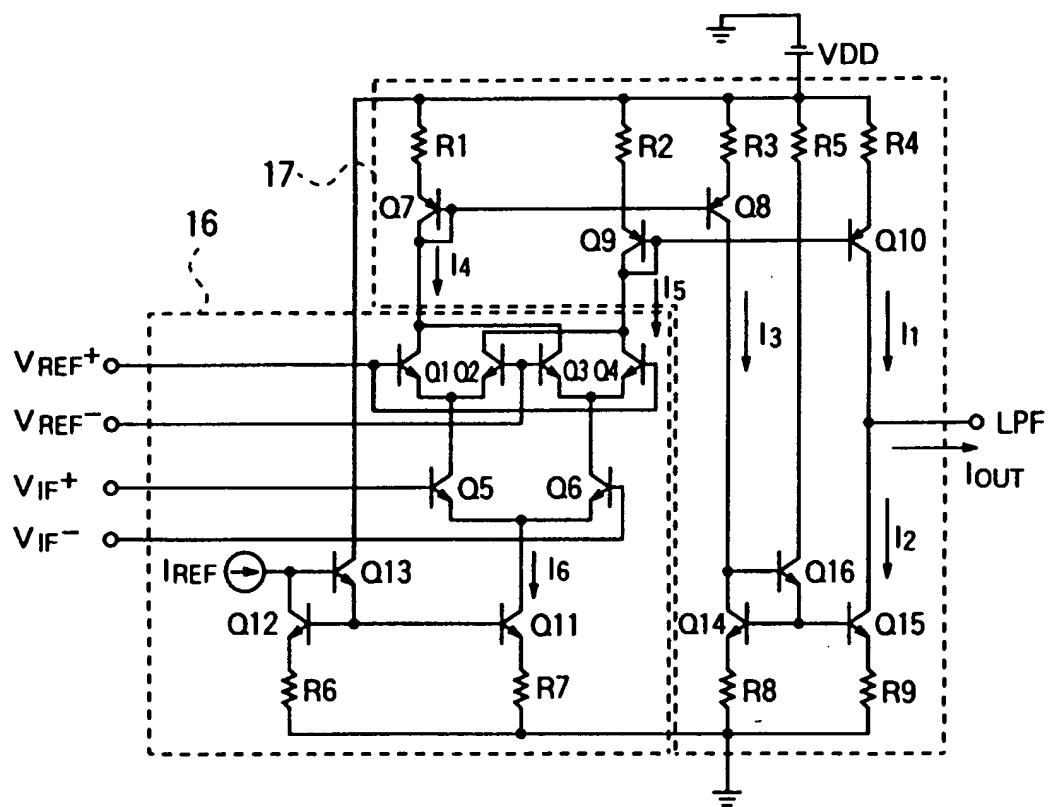 VDD
R1 R2 R3 R5 R4
17
Q7 Q8
16
Q9 Q10
I4 I5
I3 I1
VREF+
Q1 Q2 Q3 Q4
VREF-
LPF
IOUT
VIF+
Q5 Q6
VIF-
I2
IREF
Q13 I6 Q16
Q12 Q11 Q14 Q15
R6 R7 R8 R9